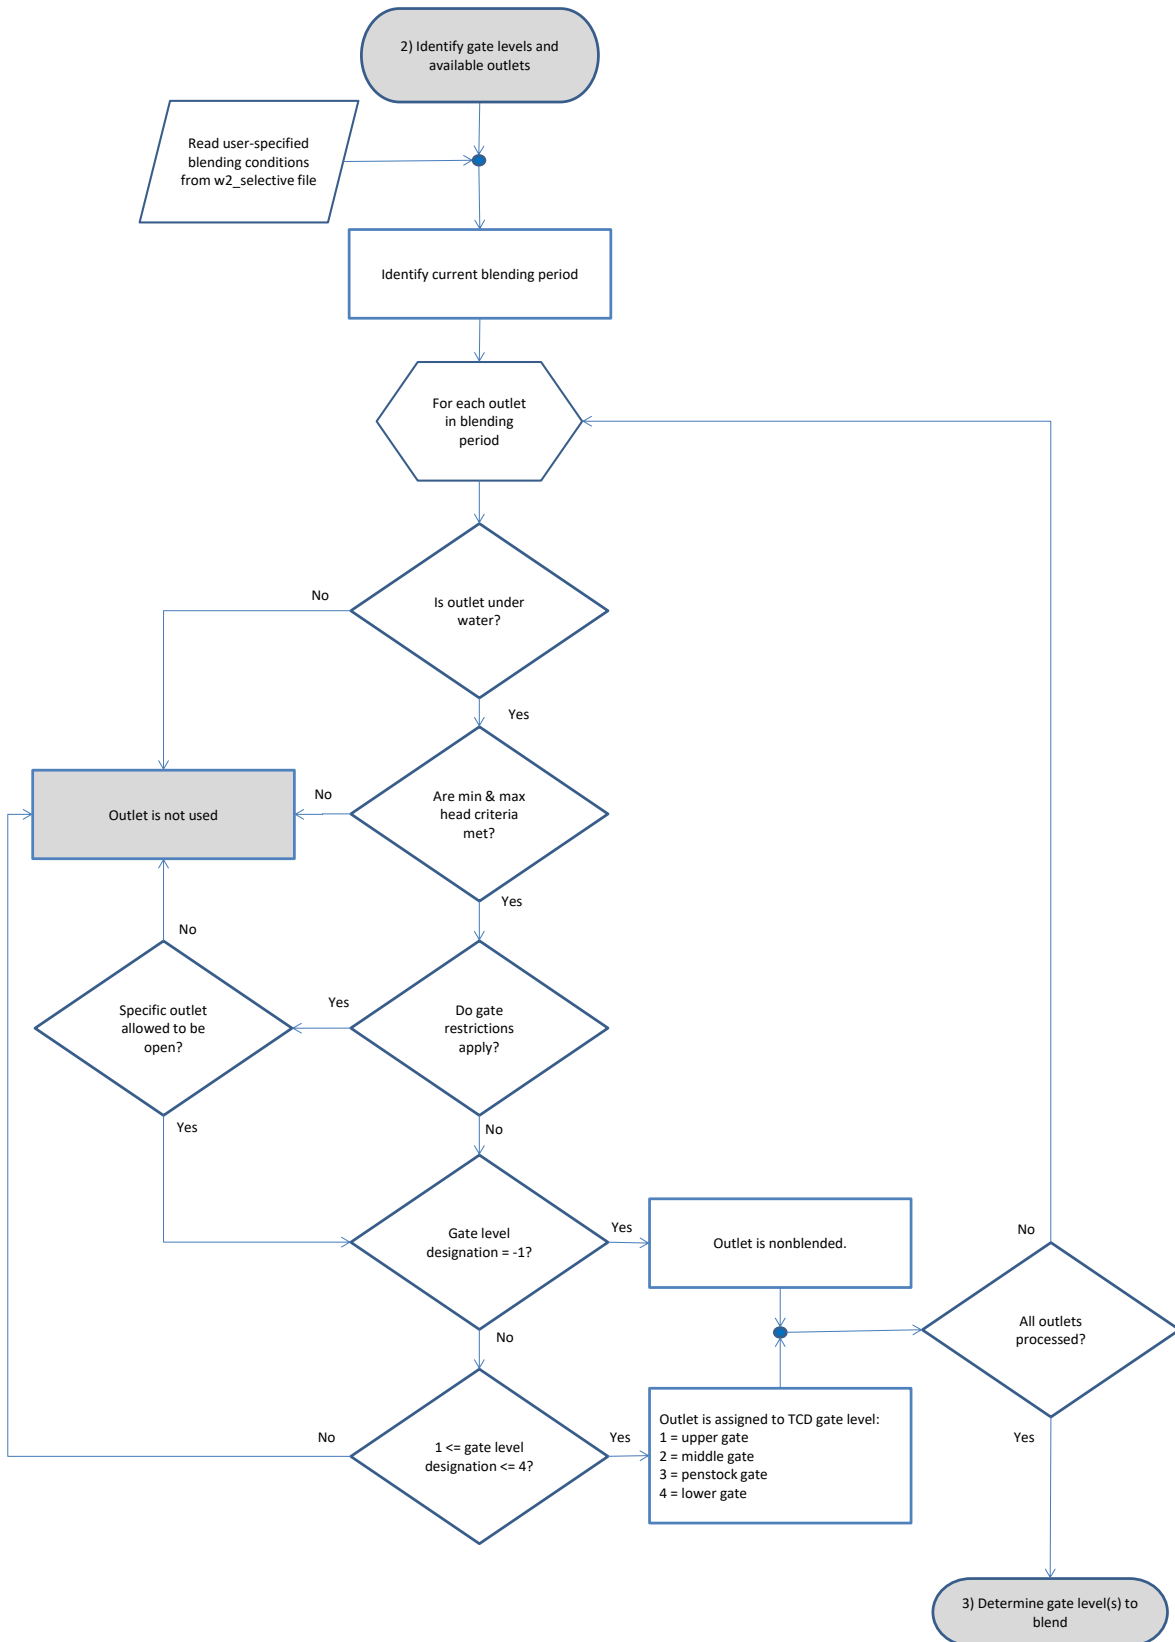 2) Identify gate levels and
available outlets
Read user-specified
blending conditions
from w2_selective file
Identify current blending period
For each outlet
in blending
period
No
Is outlet under
water?
Yes
Outlet is not used
No
Are min & max
head criteria
met?
Yes
No
Specific outlet
allowed to be
open?
Yes
Do gate
restrictions
apply?
Yes
No
Gate level
designation = -1?
Yes
Outlet is nonblended.
No
No
All outlets
processed?
No
1 <= gate level
designation <= 4?
Yes
Outlet is assigned to TCD gate level:
1 = upper gate
2 = middle gate
3 = penstock gate
4 = lower gate
Yes
3) Determine gate level(s) to
blend